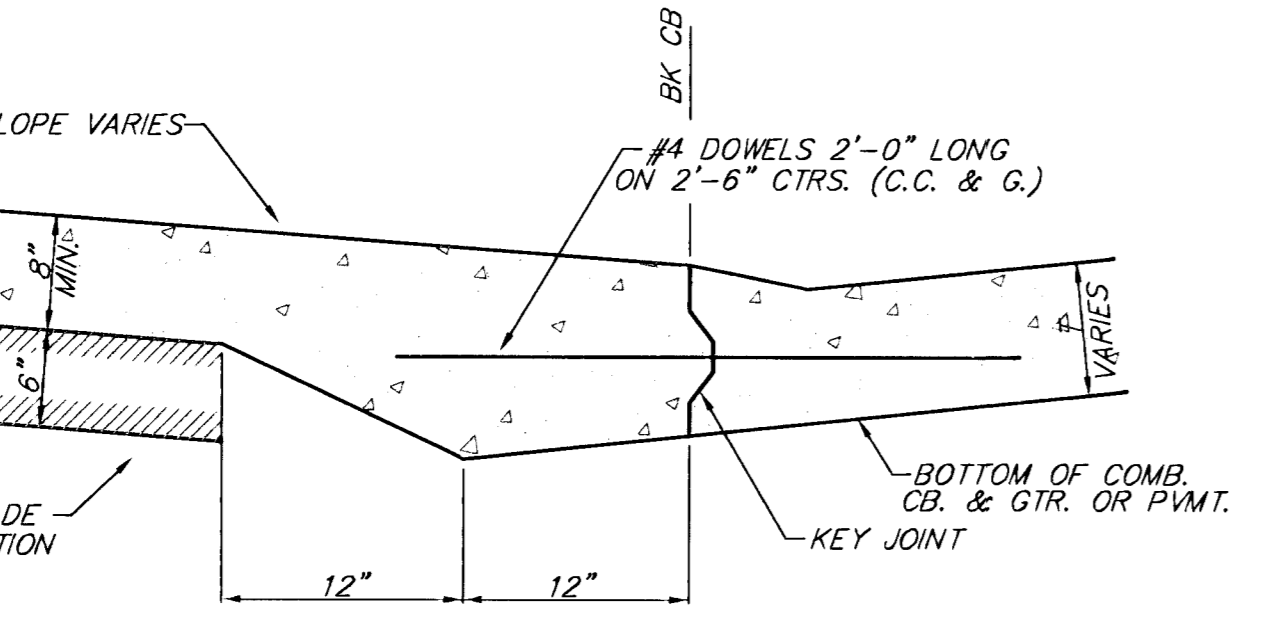 BK CB
LOPE VARIES
#4 DOWELS 2'-0" LONG
ON 2'-6" CTRS. (C.C. & G.)
8"
MIN.
6"
VARIES
BOTTOM OF COMB.
CB. & GTR. OR PVMT.
DE
TION
KEY JOINT
12"
12"